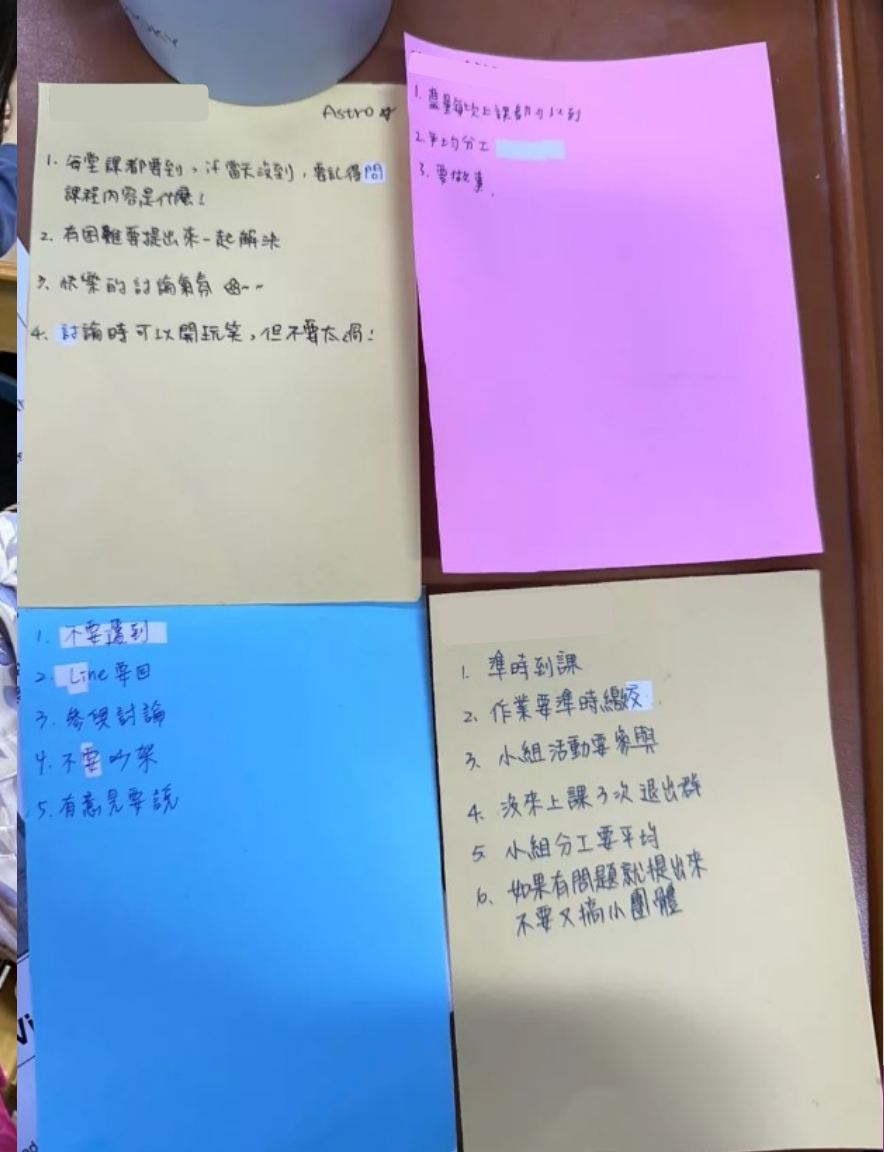 Astro
1. 每堂課都要到，若當天沒到，要記得問
課程內容是什麼！
2. 有困難要提出來一起解決
3. 快樂的討論氣氛 ~~
4. 討論時可以開玩笑，但不要太過！
1. 盡量每次上課都可以到
2. 平均分工
3. 要做事.
1. 不要遲到
2. Line要回
3. 參與討論
4. 不要吵架
5. 有意見要說
1. 準時到課
2. 作業要準時繳交
3. 小組活動要參與
4. 沒來上課3次退出群
5. 小組分工要平均
6. 如果有問題就提出來
不要又搞小團體